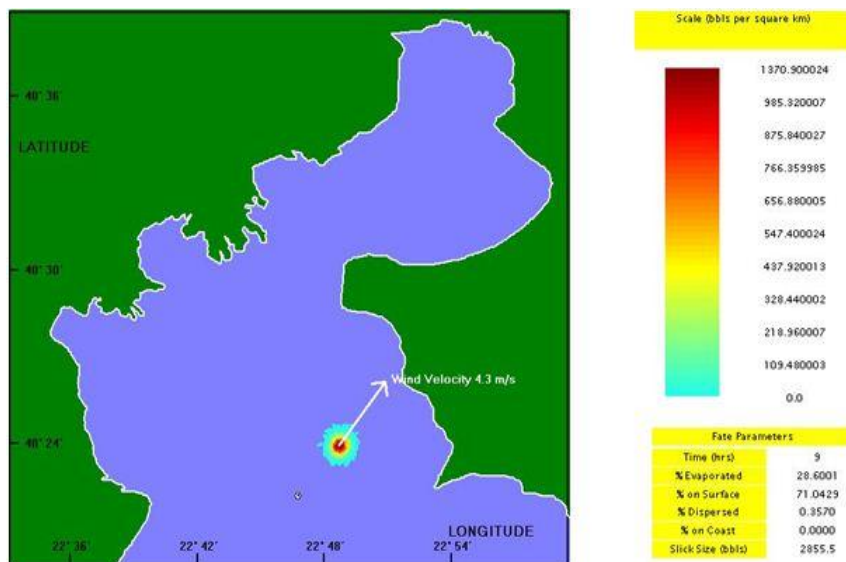 40° 36'
LATITUDE
40° 30'
Wind Velocity 4.3 m/s
40° 24'
LONGITUDE
22° 36' 22° 42' 22° 48' 22° 54'
Scale (bbls per square km)
1370.900024
985.320007
875.840027
766.359985
656.880005
547.400024
437.920013
328.440002
218.960007
109.480003
0.0
Fate Parameters
Time (hrs) 9
% Evaporated 28.6001
% on Surface 71.0429
% Dispersed 0.3570
% on Coast 0.0000
Slick Size (bbls) 2855.5